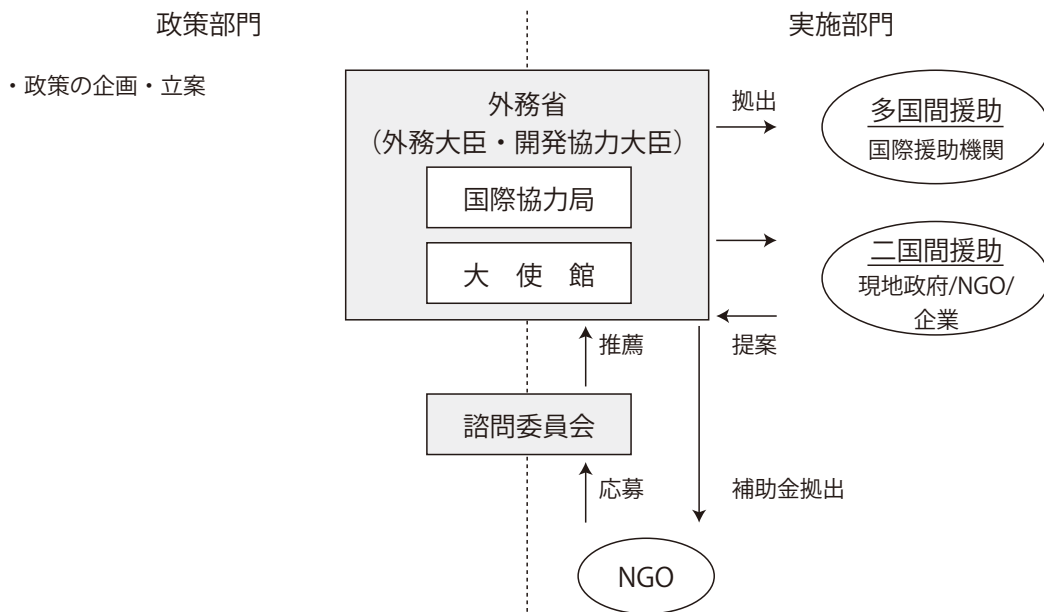 政策部門
実施部門
・政策の企画・立案
外務省
（外務大臣・開発協力大臣）
国際協力局
大　使　館
拠出
多国間援助
国際援助機関
二国間援助
現地政府/NGO/
企業
提案
推薦
諮問委員会
応募
補助金拠出
NGO